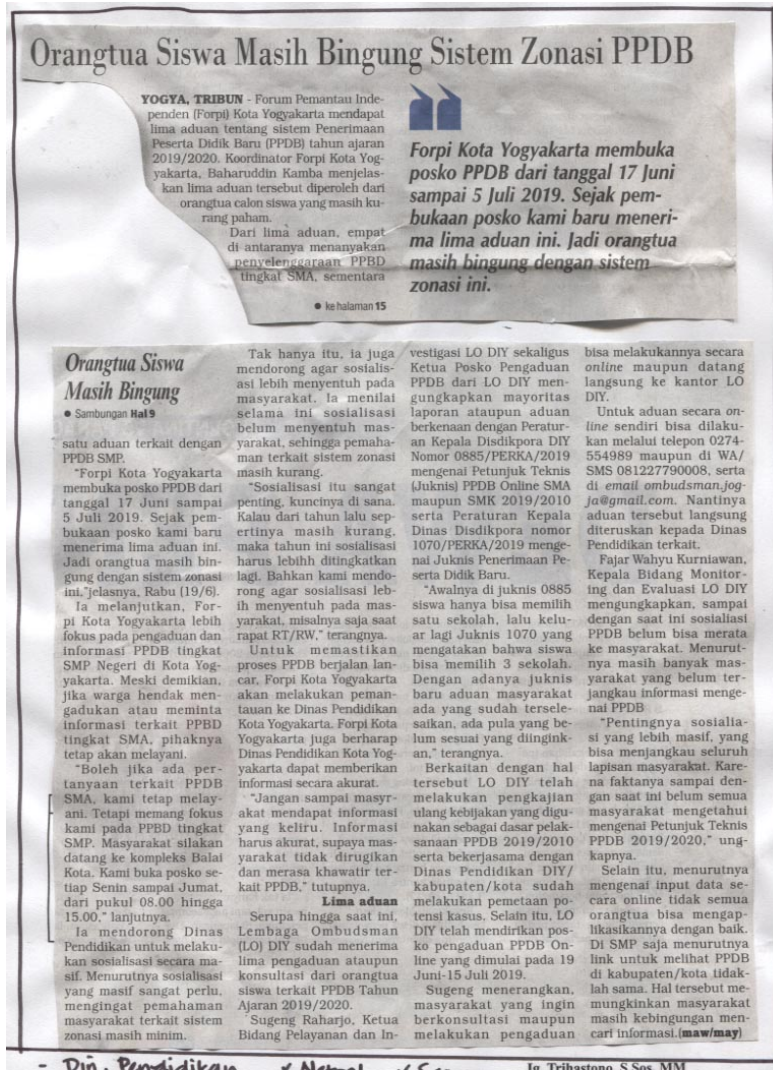 Orangtua Siswa Masih Bingung Sistem Zonasi PPDB
YOGYA, TRIBUN - Forum Pemantau Inde-
penden (Forpi) Kota Yogyakarta mendapat
lima aduan tentang sistem Penerimaan
Peserta Didik Baru (PPDB) tahun ajaran
2019/2020. Koordinator Forpi Kota Yog-
yakarta, Baharuddin Kamba menjelas-
kan lima aduan tersebut diperoleh dari
orangtua calon siswa yang masih ku-
rang paham.
Dari lima aduan, empat
di antaranya menanyakan
penyelenggaraan PPBD
tingkat SMA, sementara
● ke halaman 15
Forpi Kota Yogyakarta membuka
posko PPDB dari tanggal 17 Juni
sampai 5 Juli 2019. Sejak pem-
bukaan posko kami baru meneri-
ma lima aduan ini. Jadi orangtua
masih bingung dengan sistem
zonasi ini.
Orangtua Siswa
Masih Bingung
● Sambungan Hal 9
satu aduan terkait dengan
PPDB SMP.
"Forpi Kota Yogyakarta
membuka posko PPDB dari
tanggal 17 Juni sampai
5 Juli 2019. Sejak pem-
bukaan posko kami baru
menerima lima aduan ini.
Jadi orangtua masih bin-
gung dengan sistem zonasi
ini,"jelasnya, Rabu (19/6).
Ia melanjutkan, For-
pi Kota Yogyakarta lebih
fokus pada pengaduan dan
informasi PPDB tingkat
SMP Negeri di Kota Yog-
yakarta. Meski demikian,
jika warga hendak men-
gadukan atau meminta
informasi terkait PPBD
tingkat SMA, pihaknya
tetap akan melayani.
"Boleh jika ada per-
tanyaan terkait PPDB
SMA, kami tetap melay-
ani. Tetapi memang fokus
kami pada PPBD tingkat
SMP. Masyarakat silakan
datang ke kompleks Balai
Kota. Kami buka posko se-
tiap Senin sampai Jumat,
dari pukul 08.00 hingga
15.00," lanjutnya.
Ia mendorong Dinas
Pendidikan untuk melaku-
kan sosialisasi secara ma-
sif. Menurutnya sosialisasi
yang masif sangat perlu,
mengingat pemahaman
masyarakat terkait sistem
zonasi masih minim.
Tak hanya itu, ia juga
mendorong agar sosialis-
asi lebih menyentuh pada
masyarakat. Ia menilai
selama ini sosialisasi
belum menyentuh mas-
yarakat, sehingga pemaha-
man terkait sistem zonasi
masih kurang.
"Sosialisasi itu sangat
penting, kuncinya di sana.
Kalau dari tahun lalu sep-
ertinya masih kurang,
maka tahun ini sosialisasi
harus lebihh ditingkatkan
lagi. Bahkan kami mendo-
rong agar sosialisasi leb-
ih menyentuh pada mas-
yarakat, misalnya saja saat
rapat RT/RW," terangnya.
Untuk memastikan
proses PPDB berjalan lan-
car, Forpi Kota Yogyakarta
akan melakukan peman-
tauan ke Dinas Pendidikan
Kota Yogyakarta. Forpi Kota
Yogyakarta juga berharap
Dinas Pendidikan Kota Yog-
yakarta dapat memberikan
informasi secara akurat.
"Jangan sampai masyr-
akat mendapat informasi
yang keliru. Informasi
harus akurat, supaya mas-
yarakat tidak dirugikan
dan merasa khawatir ter-
kait PPDB," tutupnya.
Lima aduan
Serupa hingga saat ini,
Lembaga Ombudsman
(LO) DIY sudah menerima
lima pengaduan ataupun
konsultasi dari orangtua
siswa terkait PPDB Tahun
Ajaran 2019/2020.
Sugeng Raharjo, Ketua
Bidang Pelayanan dan In-
vestigasi LO DIY sekaligus
Ketua Posko Pengaduan
PPDB dari LO DIY men-
gungkapkan mayoritas
laporan ataupun aduan
berkenaan dengan Peratur-
an Kepala Disdikpora DIY
Nomor 0885/PERKA/2019
mengenai Petunjuk Teknis
(Juknis) PPDB Online SMA
maupun SMK 2019/2010
serta Peraturan Kepala
Dinas Disdikpora nomor
1070/PERKA/2019 menge-
nai Juknis Penerimaan Pe-
serta Didik Baru.
"Awalnya di juknis 0885
siswa hanya bisa memilih
satu sekolah, lalu kelu-
ar lagi Juknis 1070 yang
mengatakan bahwa siswa
bisa memilih 3 sekolah.
Dengan adanya juknis
baru aduan masyarakat
ada yang sudah tersele-
saikan, ada pula yang be-
lum sesuai yang diingink-
an," terangnya.
Berkaitan dengan hal
tersebut LO DIY telah
melakukan pengkajian
ulang kebijakan yang digu-
nakan sebagai dasar pelak-
sanaan PPDB 2019/2010
serta bekerjasama dengan
Dinas Pendidikan DIY/
kabupaten/kota sudah
melakukan pemetaan po-
tensi kasus. Selain itu, LO
DIY telah mendirikan pos-
ko pengaduan PPDB On-
line yang dimulai pada 19
Juni-15 Juli 2019.
Sugeng menerangkan,
masyarakat yang ingin
berkonsultasi maupun
melakukan pengaduan
bisa melakukannya secara
online maupun datang
langsung ke kantor LO
DIY.
Untuk aduan secara on-
line sendiri bisa dilaku-
kan melalui telepon 0274-
554989 maupun di WA/
SMS 081227790008, serta
di email ombudsman.jog-
ja@gmail.com. Nantinya
aduan tersebut langsung
diteruskan kepada Dinas
Pendidikan terkait.
Fajar Wahyu Kurniawan,
Kepala Bidang Monitor-
ing dan Evaluasi LO DIY
mengungkapkan, sampai
dengan saat ini sosialiasi
PPDB belum bisa merata
ke masyarakat. Menurut-
nya masih banyak mas-
yarakat yang belum ter-
jangkau informasi menge-
nai PPDB
"Pentingnya sosialia-
si yang lebih masif, yang
bisa menjangkau seluruh
lapisan masyarakat. Kare-
na faktanya sampai den-
gan saat ini belum semua
masyarakat mengetahui
mengenai Petunjuk Teknis
PPDB 2019/2020," ung-
kapnya.
Selain itu, menurutnya
mengenai input data se-
cara online tidak semua
orangtua bisa mengap-
likasikannya dengan baik.
Di SMP saja menurutnya
link untuk melihat PPDB
di kabupaten/kota tidak-
lah sama. Hal tersebut me-
mungkinkan masyarakat
masih kebingungan men-
cari informasi.(maw/may)
- Din. Pendidikan
Ig. Trihastono, S.Sos, MM